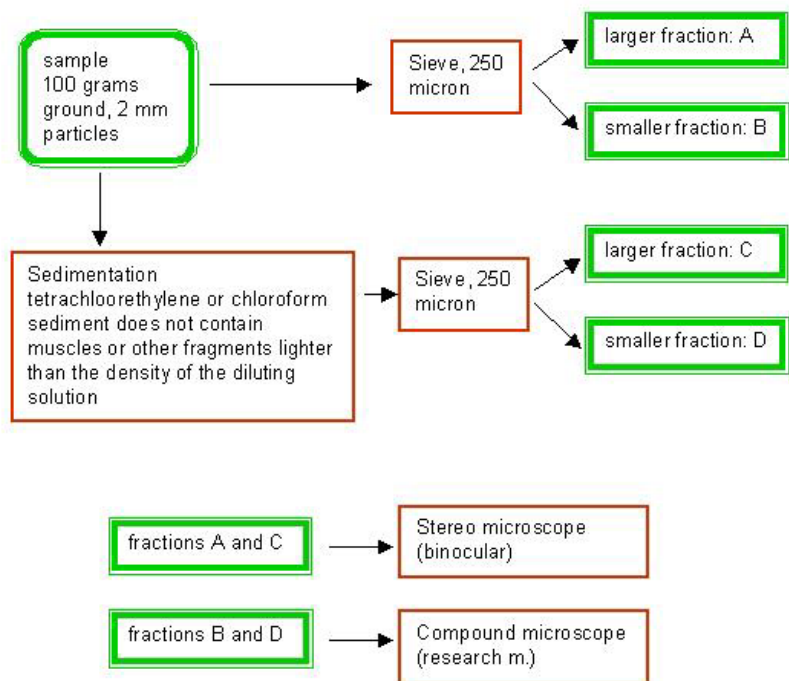 sample
100 grams
ground, 2 mm
particles
Sieve, 250
micron
larger fraction: A
smaller fraction: B
Sedimentation
tetrachloorethylene or chloroform
sediment does not contain
muscles or other fragments lighter
than the density of the diluting
solution
Sieve, 250
micron
larger fraction: C
smaller fraction: D
fractions A and C
Stereo microscope
(binocular)
fractions B and D
Compound microscope
(research m.)